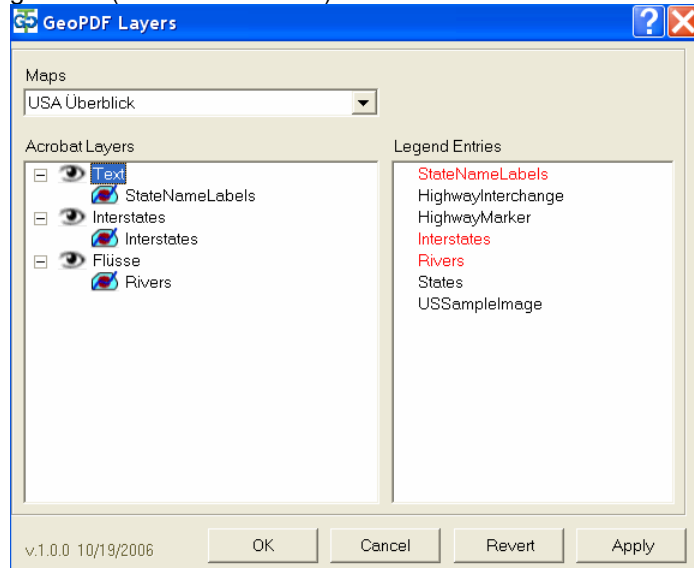 GeoPDF Layers
Maps
USA Überblick
Acrobat Layers
Legend Entries
Text
StateNameLabels
Interstates
Interstates
Flüsse
Rivers
StateNameLabels
HighwayInterchange
HighwayMarker
Interstates
Rivers
States
USSampleImage
v.1.0.0 10/19/2006
OK
Cancel
Revert
Apply